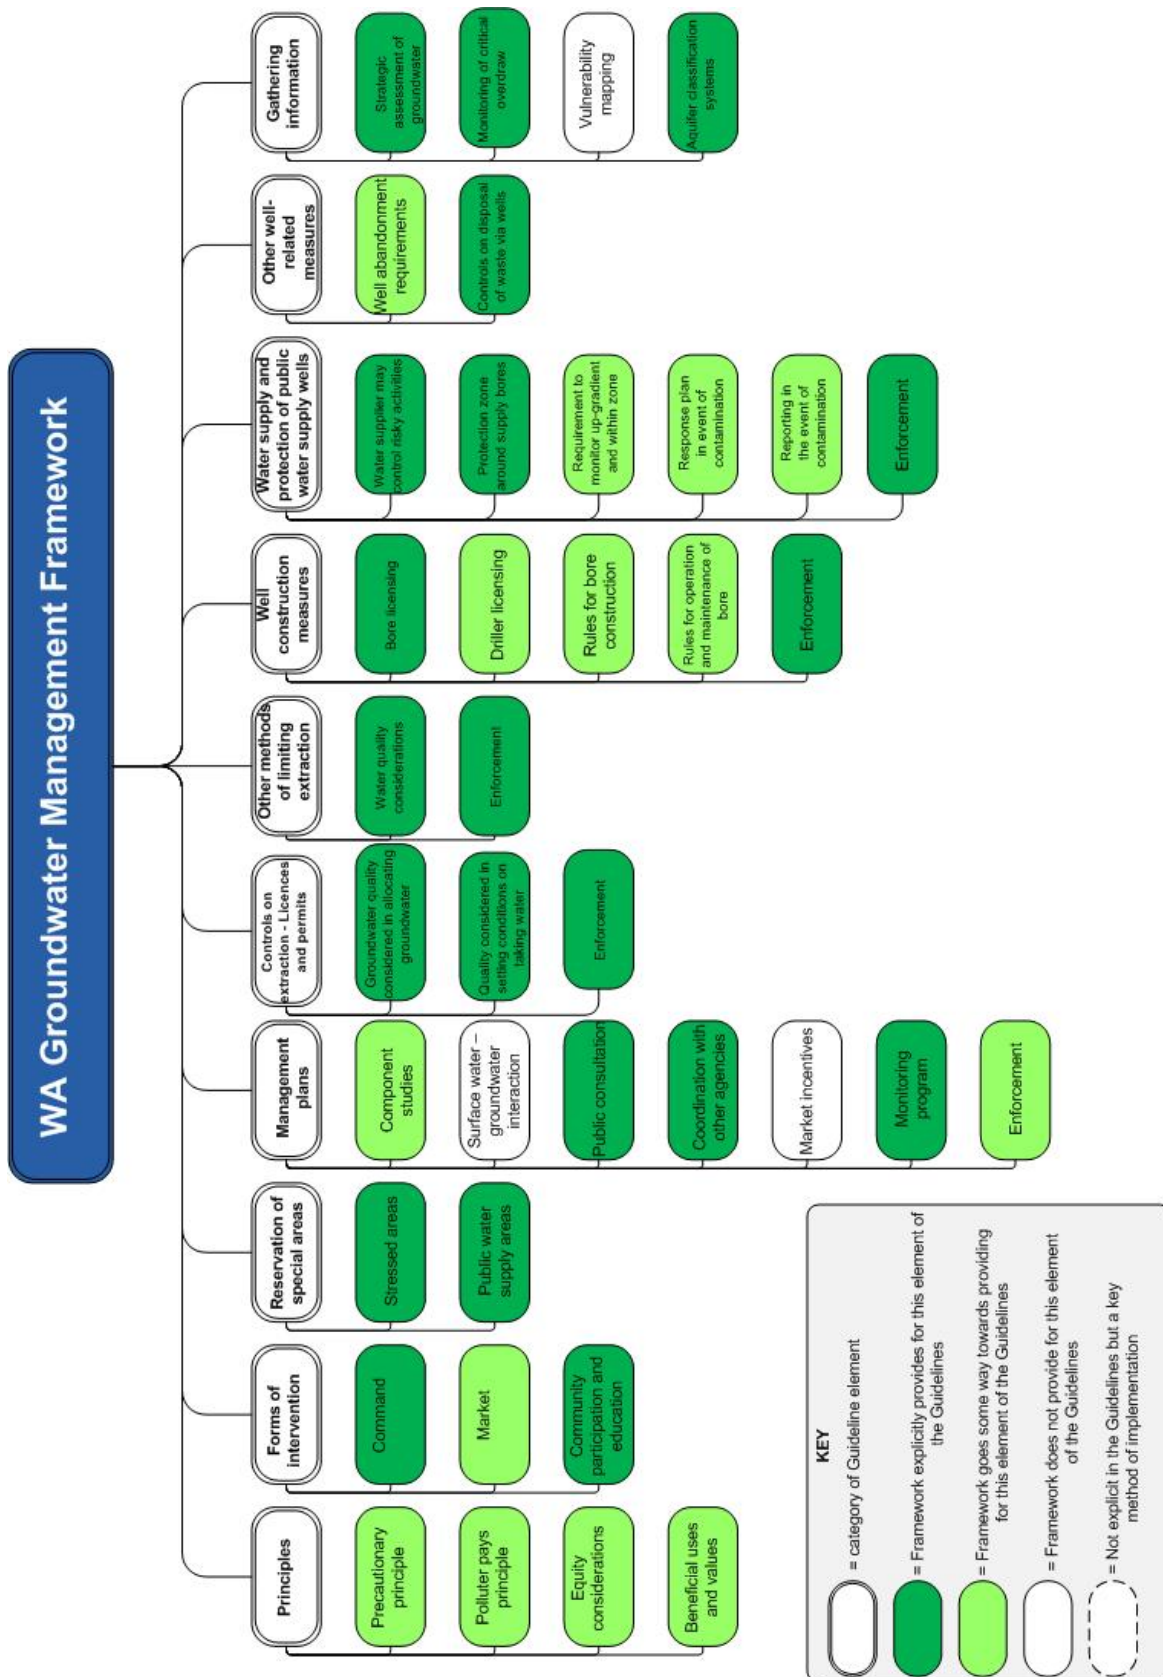 WA Groundwater Management Framework
Principles
Precautionary
principle
Polluter pays
principle
Equity
considerations
Beneficial uses
and values
Forms of
intervention
Command
Market
Community
participation and
education
Reservation of
special areas
Stressed areas
Public water
supply areas
Management
plans
Component
studies
Surface water –
groundwater
interaction
Public consultation
Coordination with
other agencies
Market incentives
Monitoring
program
Enforcement
Controls on
extraction - Licences
and permits
Groundwater quality
considered in allocating
groundwater
Quality considered in
setting conditions on
taking water
Enforcement
Other methods
of limiting
extraction
Water quality
considerations
Enforcement
Well
construction
measures
Bore licensing
Driller licensing
Rules for bore
construction
Rules for operation
and maintenance of
bore
Enforcement
Water supply and
protection of public
water supply wells
Water supplier may
control risky activities
Protection zone
around supply bores
Requirement to
monitor up-gradient
and within zone
Response plan
in event of
contamination
Reporting in
the event of
contamination
Enforcement
Other well-
related
measures
Well abandonment
requirements
Controls on disposal
of waste via wells
Gathering
information
Strategic
assessment of
groundwater
Monitoring of critical
overdraw
Vulnerability
mapping
Aquifer classification
systems
KEY
= category of Guideline element
= Framework explicitly provides for this element of
the Guidelines
= Framework goes some way towards providing
for this element of the Guidelines
= Framework does not provide for this element
of the Guidelines
= Not explicit in the Guidelines but a key
method of implementation